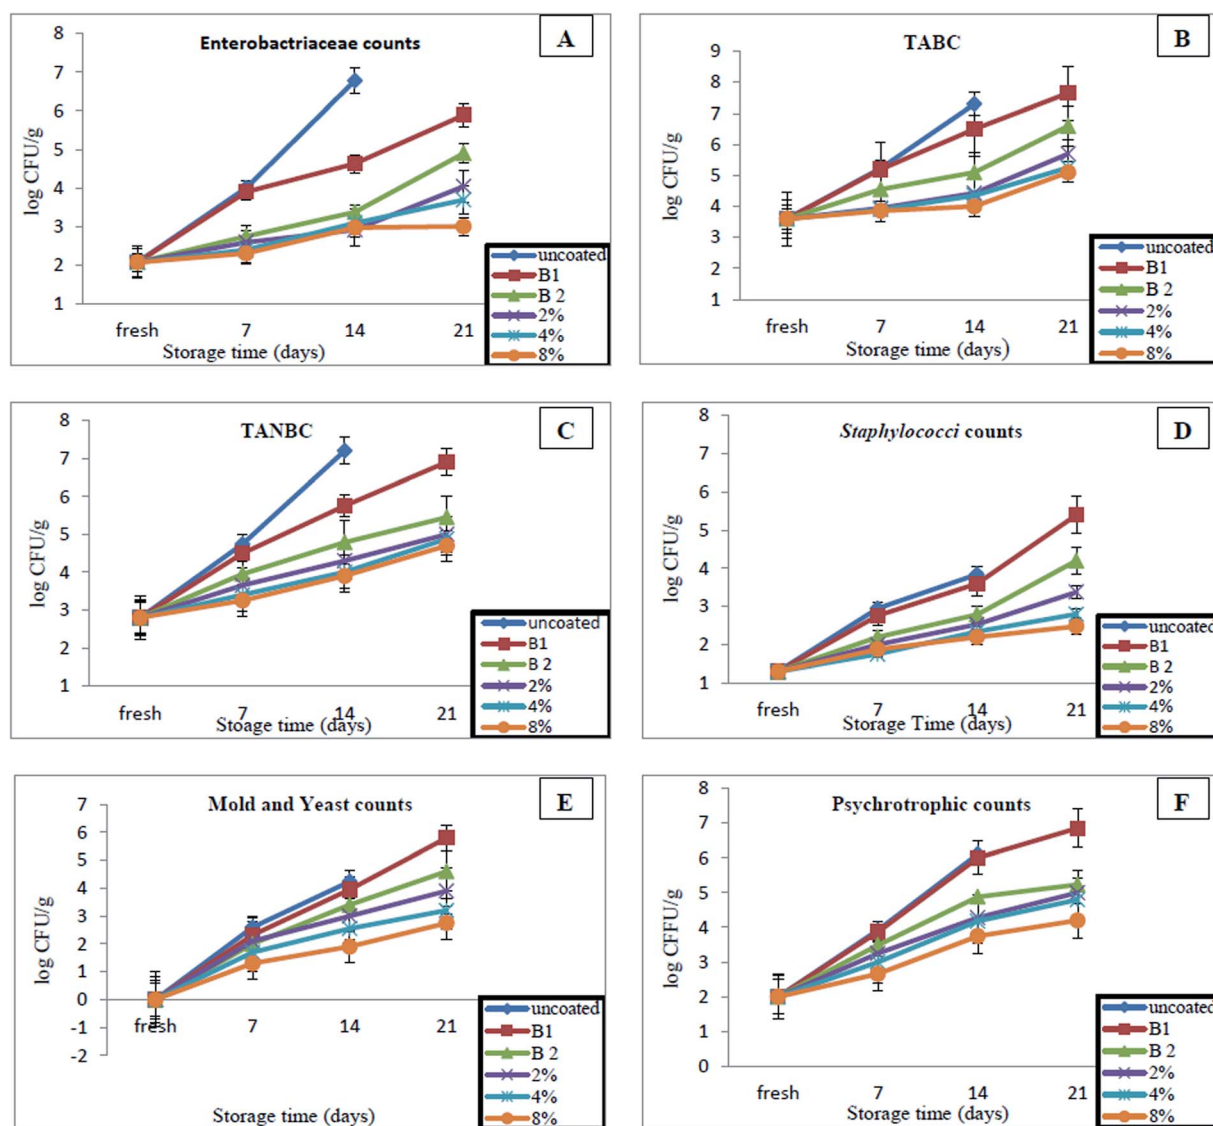 Enterobactriaceae counts
A
log CFU/g
8
7
6
5
4
3
2
1
fresh
7
14
21
Storage time (days)
uncoated
B1
B 2
2%
4%
8%
TABC
B
log CFU/g
9
8
7
6
5
4
3
2
1
fresh
7
14
21
Storage time (days)
uncoated
B1
B 2
2%
4%
8%
TANBC
C
log CFU/g
8
7
6
5
4
3
2
1
fresh
7
14
21
Stoage time (days)
uncoated
B1
B 2
2%
4%
8%
Staphylococci counts
D
log CFU/g
8
7
6
5
4
3
2
1
fresh
7
14
21
Storage Time (days)
uncoated
B1
B 2
2%
4%
8%
Mold and Yeast counts
E
log CFU/g
7
6
5
4
3
2
1
0
-1
-2
fresh
7
14
21
Storage time (days)
uncoated
B1
B 2
2%
4%
8%
Psychrotrophic counts
F
log CFFU/g
8
7
6
5
4
3
2
1
0
fresh
7
14
21
Storage time (days)
uncoated
B1
B 2
2%
4%
8%